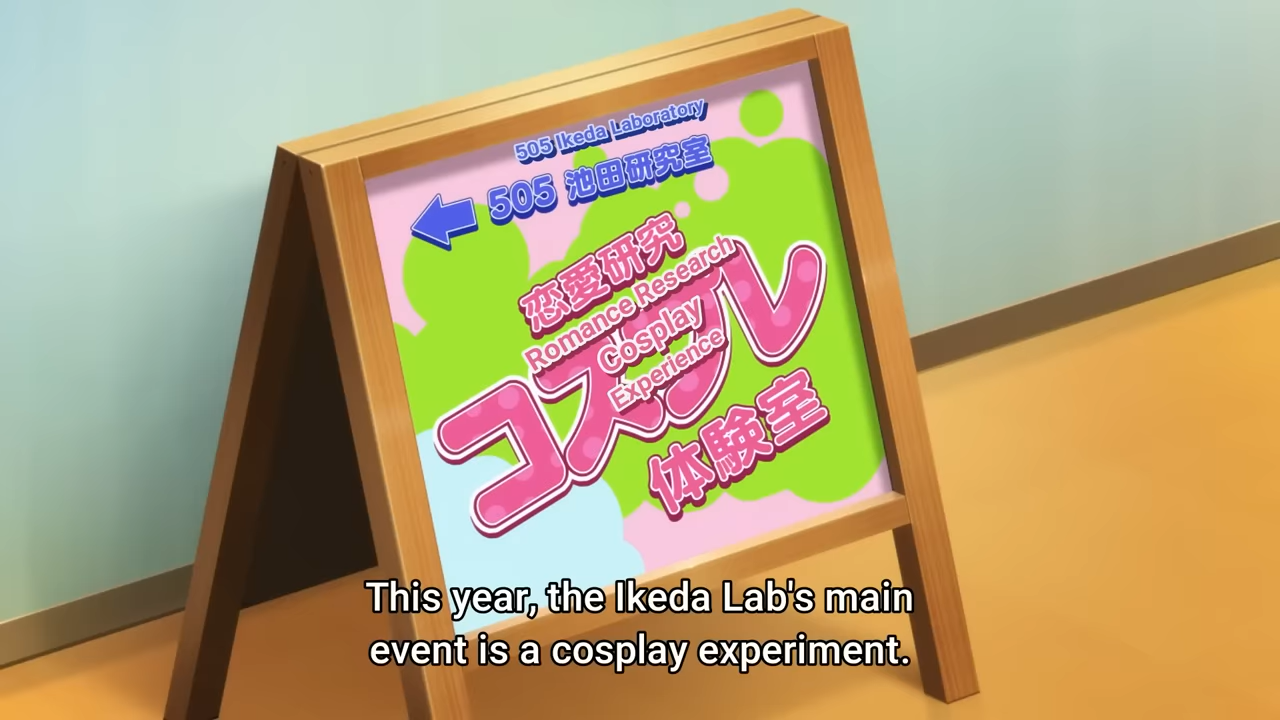 505 Ikeda Laboratory
505 池田研究室
恋愛研究
Romance Research
Cosplay
Experience
コスプレ
体験室
This year, the Ikeda Lab's main
event is a cosplay experiment.